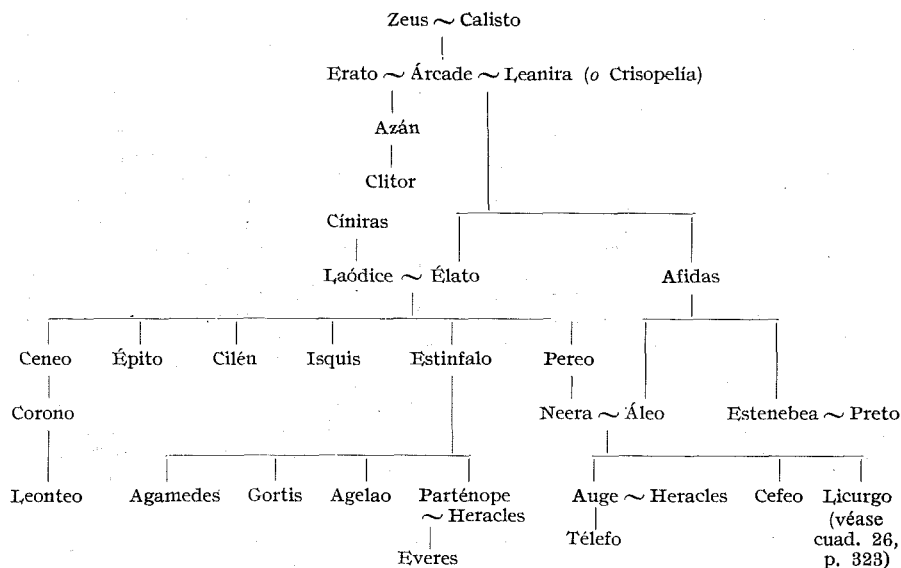 Zeus ~ Calisto
Erato ~ Árcade ~ Leanira (o Crisopelía)
Azán
Clitor
Cíniras
Laódice ~ Élato Afidas
Ceneo Épito Cilén Isquis Estinfalo Pereo
Corono Neera ~ Áleo Estenebea ~ Preto
Leonteo Agamedes Gortis Agelao Parténope Auge ~ Heracles Cefeo Licurgo
~ Heracles (véase
Télefo cuad. 26,
Everes p. 323)